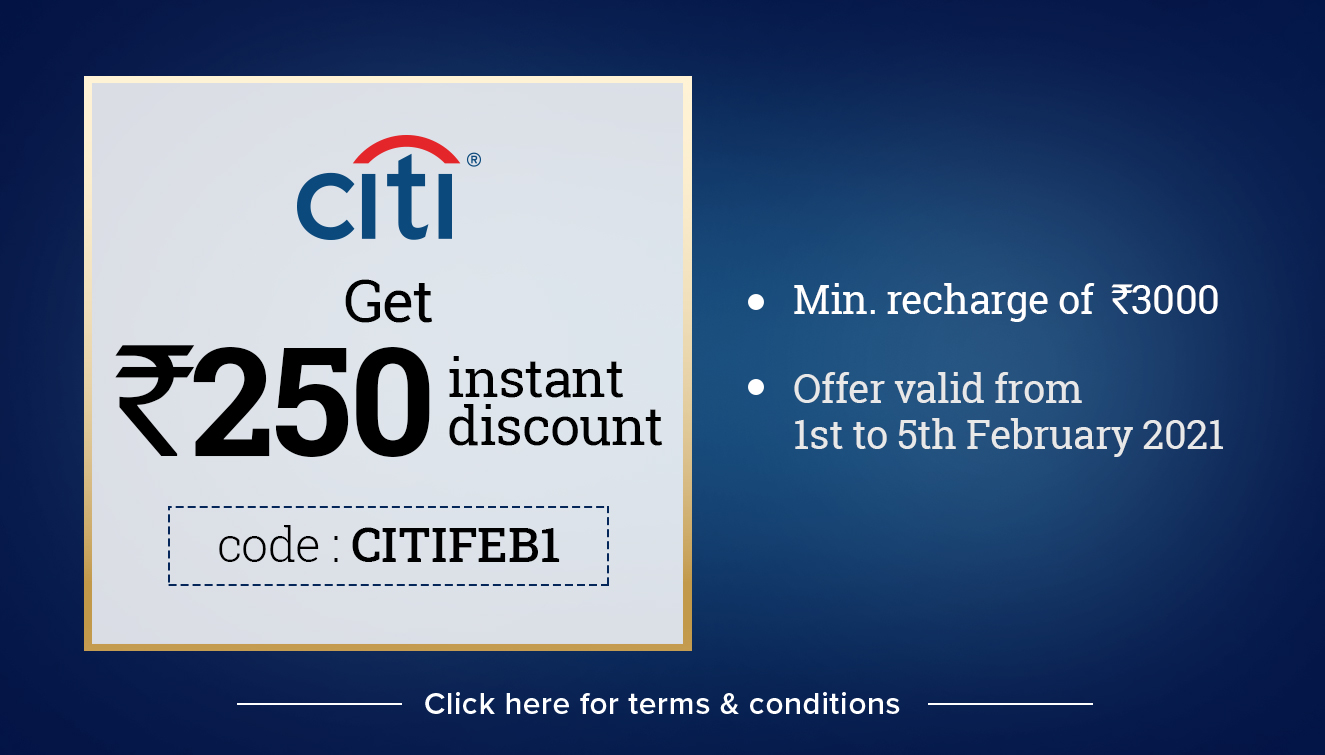 citi®
Get
₹250 instant
discount
code : CITIFEB1
• Min. recharge of ₹3000
• Offer valid from
1st to 5th February 2021
Click here for terms & conditions